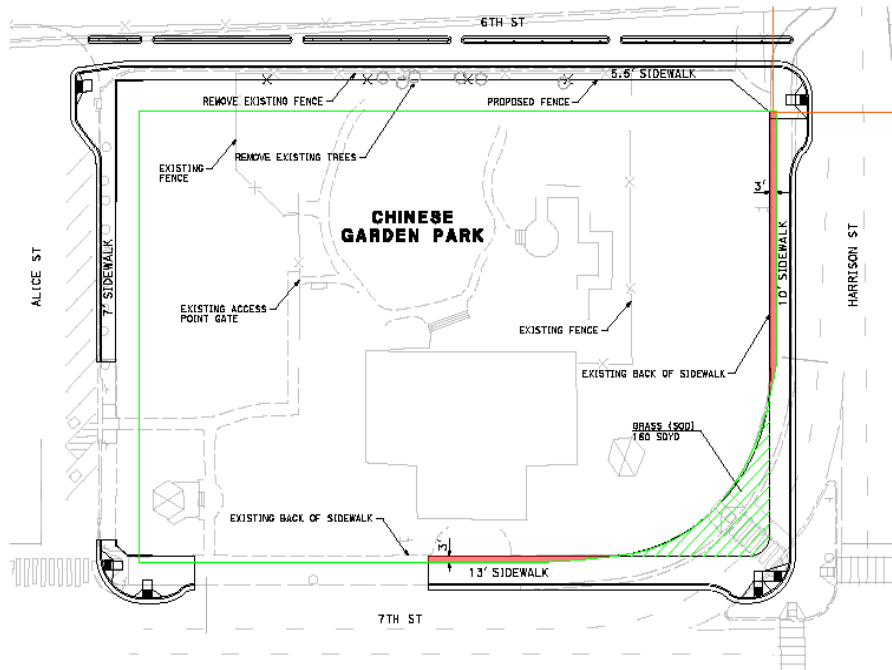 6TH ST
5.5' SIDEWALK
REMOVE EXISTING FENCE
PROPOSED FENCE
REMOVE EXISTING TREES
EXISTING
FENCE
3'
CHINESE
GARDEN PARK
ALICE ST
7' SIDEWALK
10' SIDEWALK
HARRISON ST
EXISTING ACCESS
POINT GATE
EXISTING FENCE
EXISTING BACK OF SIDEWALK
GRASS (SOD)
160 SQYD
EXISTING BACK OF SIDEWALK
3'
13' SIDEWALK
7TH ST